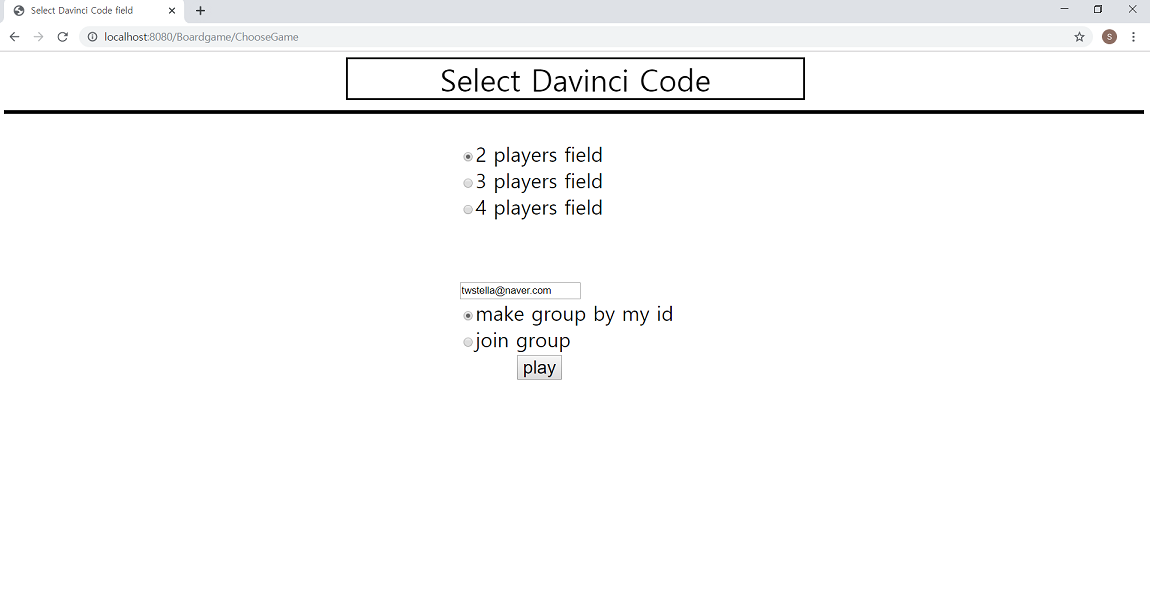 Select Davinci Code field
localhost:8080/Boardgame/ChooseGame
S
Select Davinci Code
2 players field
3 players field
4 players field
twstella@naver.com
make group by my id
join group
play